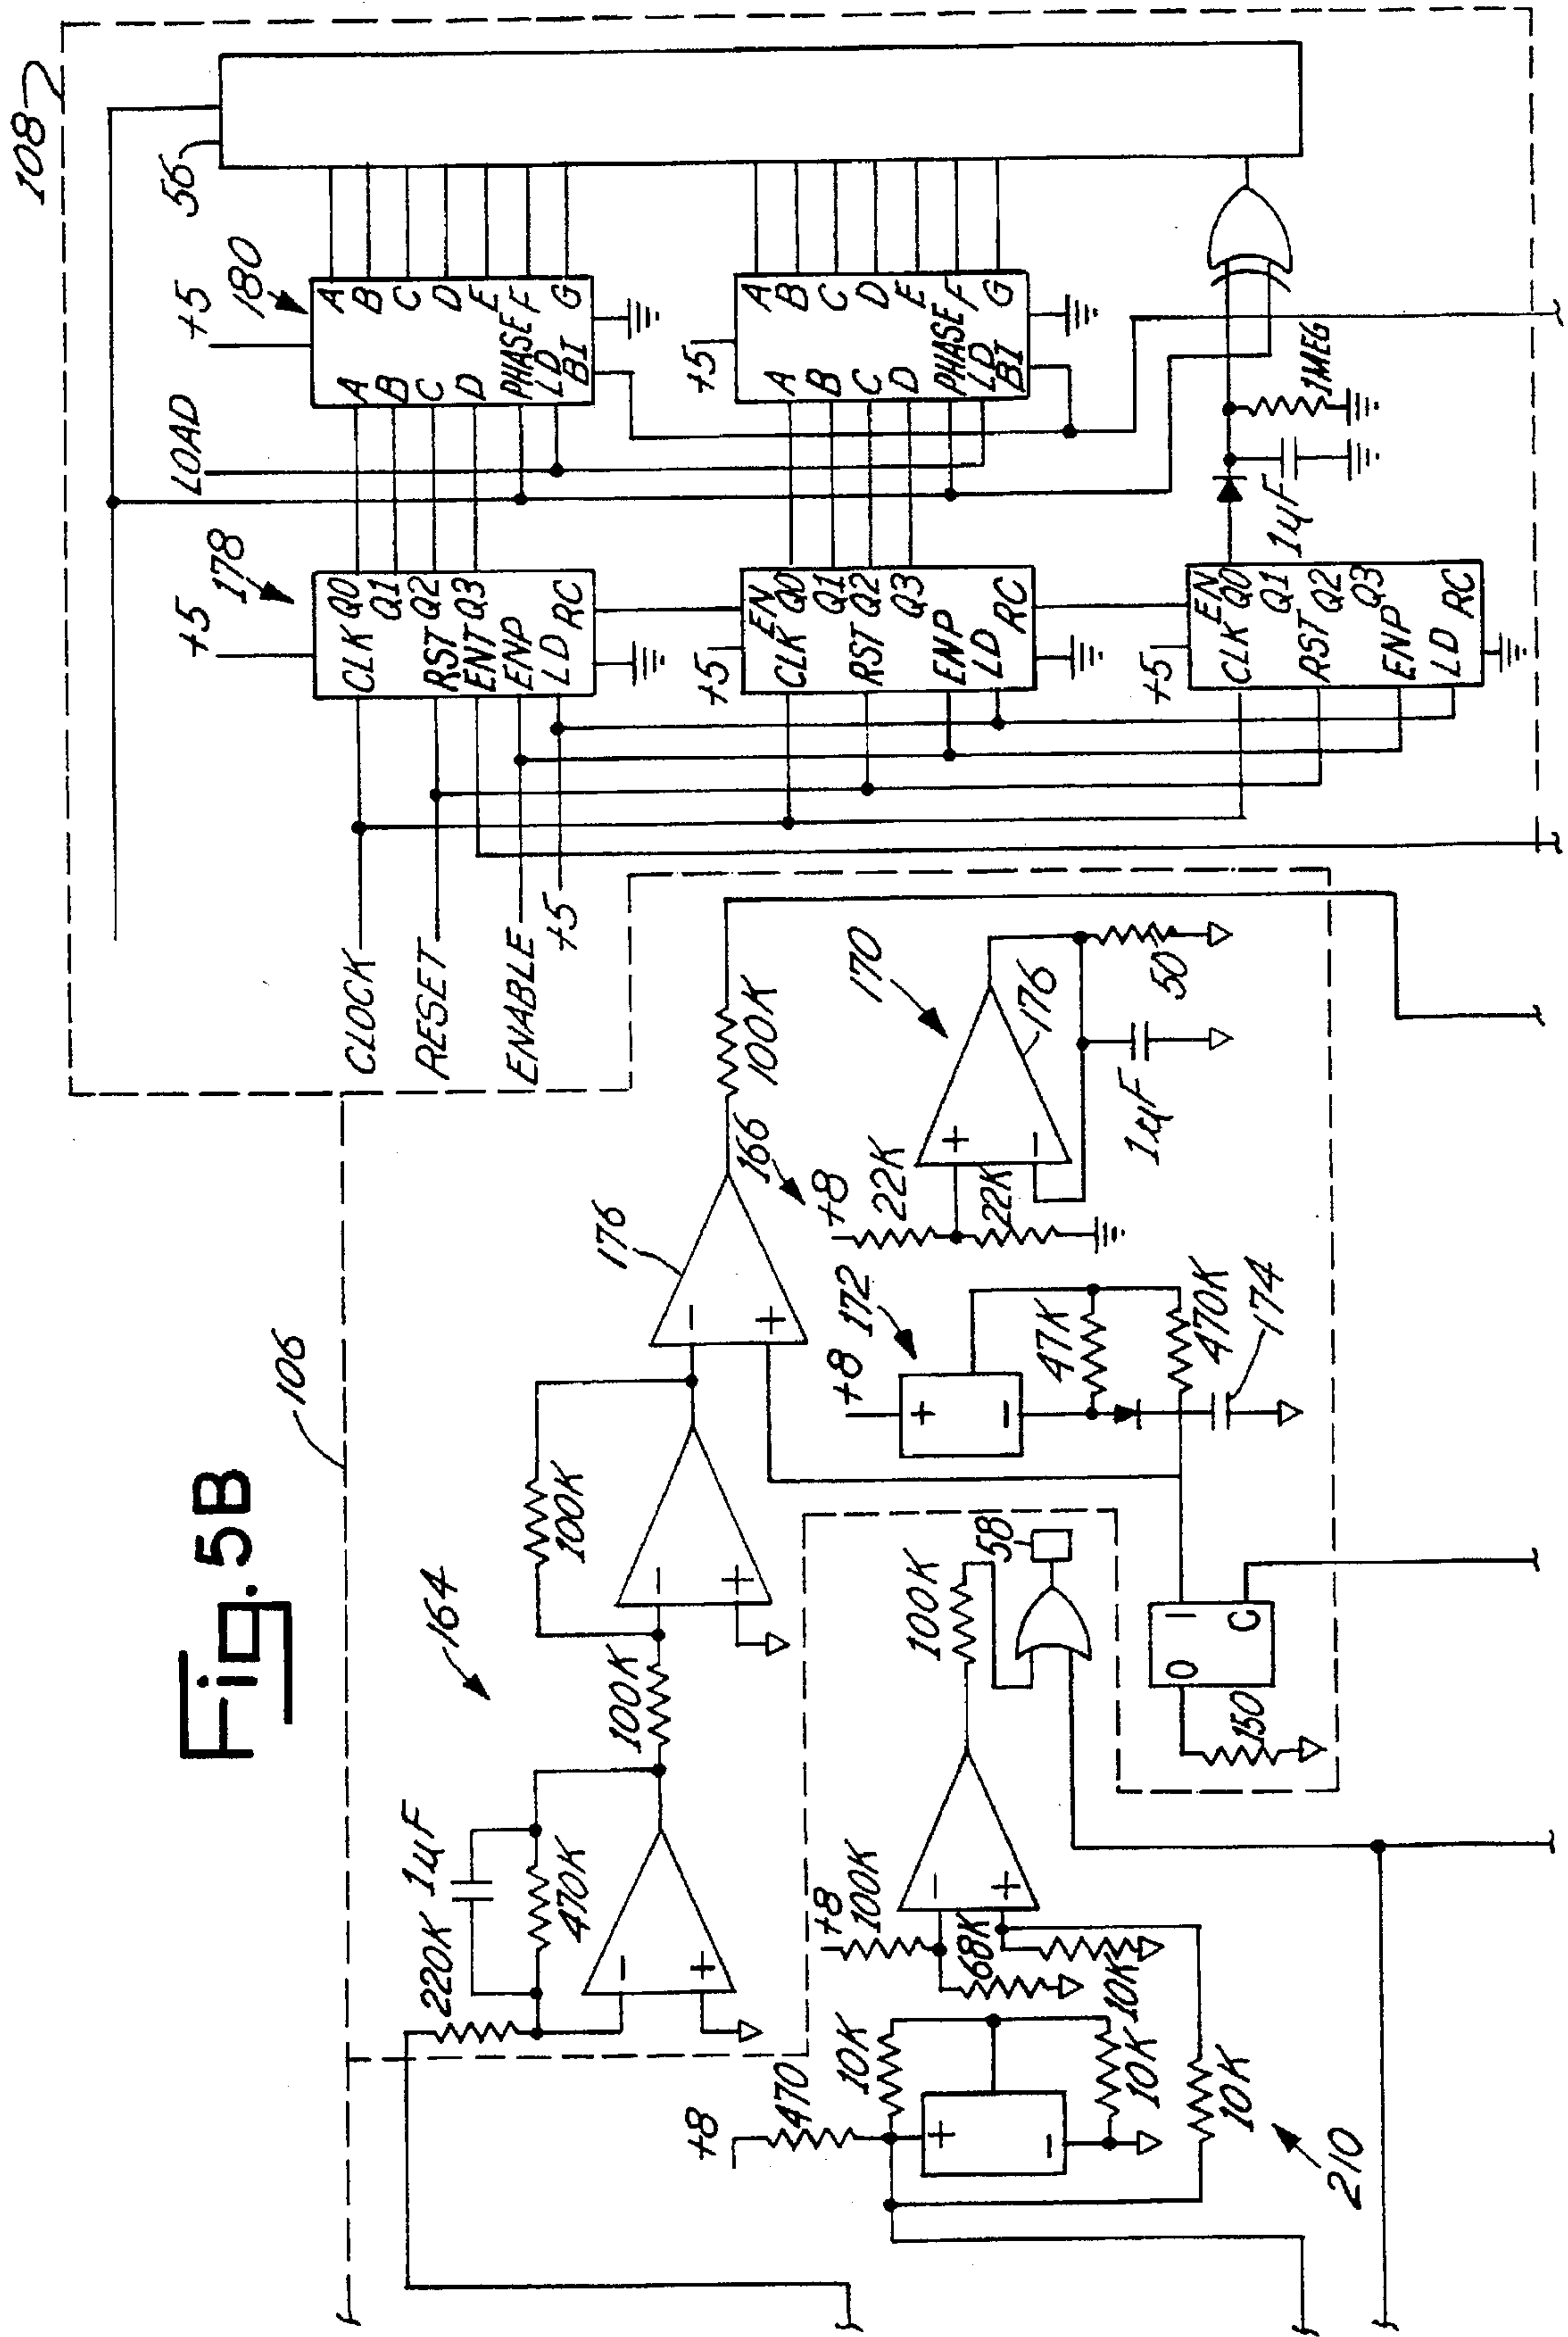 Fig. 5B
108
56
+5
180
A
B
C
D
E
F
G
A
B
C
D
PHASE
LD
BI
+5
A
B
C
D
E
F
G
A
B
C
D
PHASE
LD
BI
LOAD
1MEG
1µF
+5
178
CLK
Q0
Q1
RST
Q2
ENT
Q3
ENP
LD
RC
+5
EN
CLK
Q0
Q1
RST
Q2
Q3
ENP
LD
RC
+5
EN
CLK
Q0
Q1
RST
Q2
Q3
ENP
LD
RC
CLOCK
RESET
ENABLE
+5
106
164
220K
1µF
470K
−
+
100K
100K
−
+
176
−
+
100K
166
+8
22K
22K
170
+
−
176
50
1µF
+8
172
+
−
47K
470K
174
O
I
C
150
+8
470
10K
+
−
10K
10K
10K
210
+8
100K
68K
−
+
100K
58